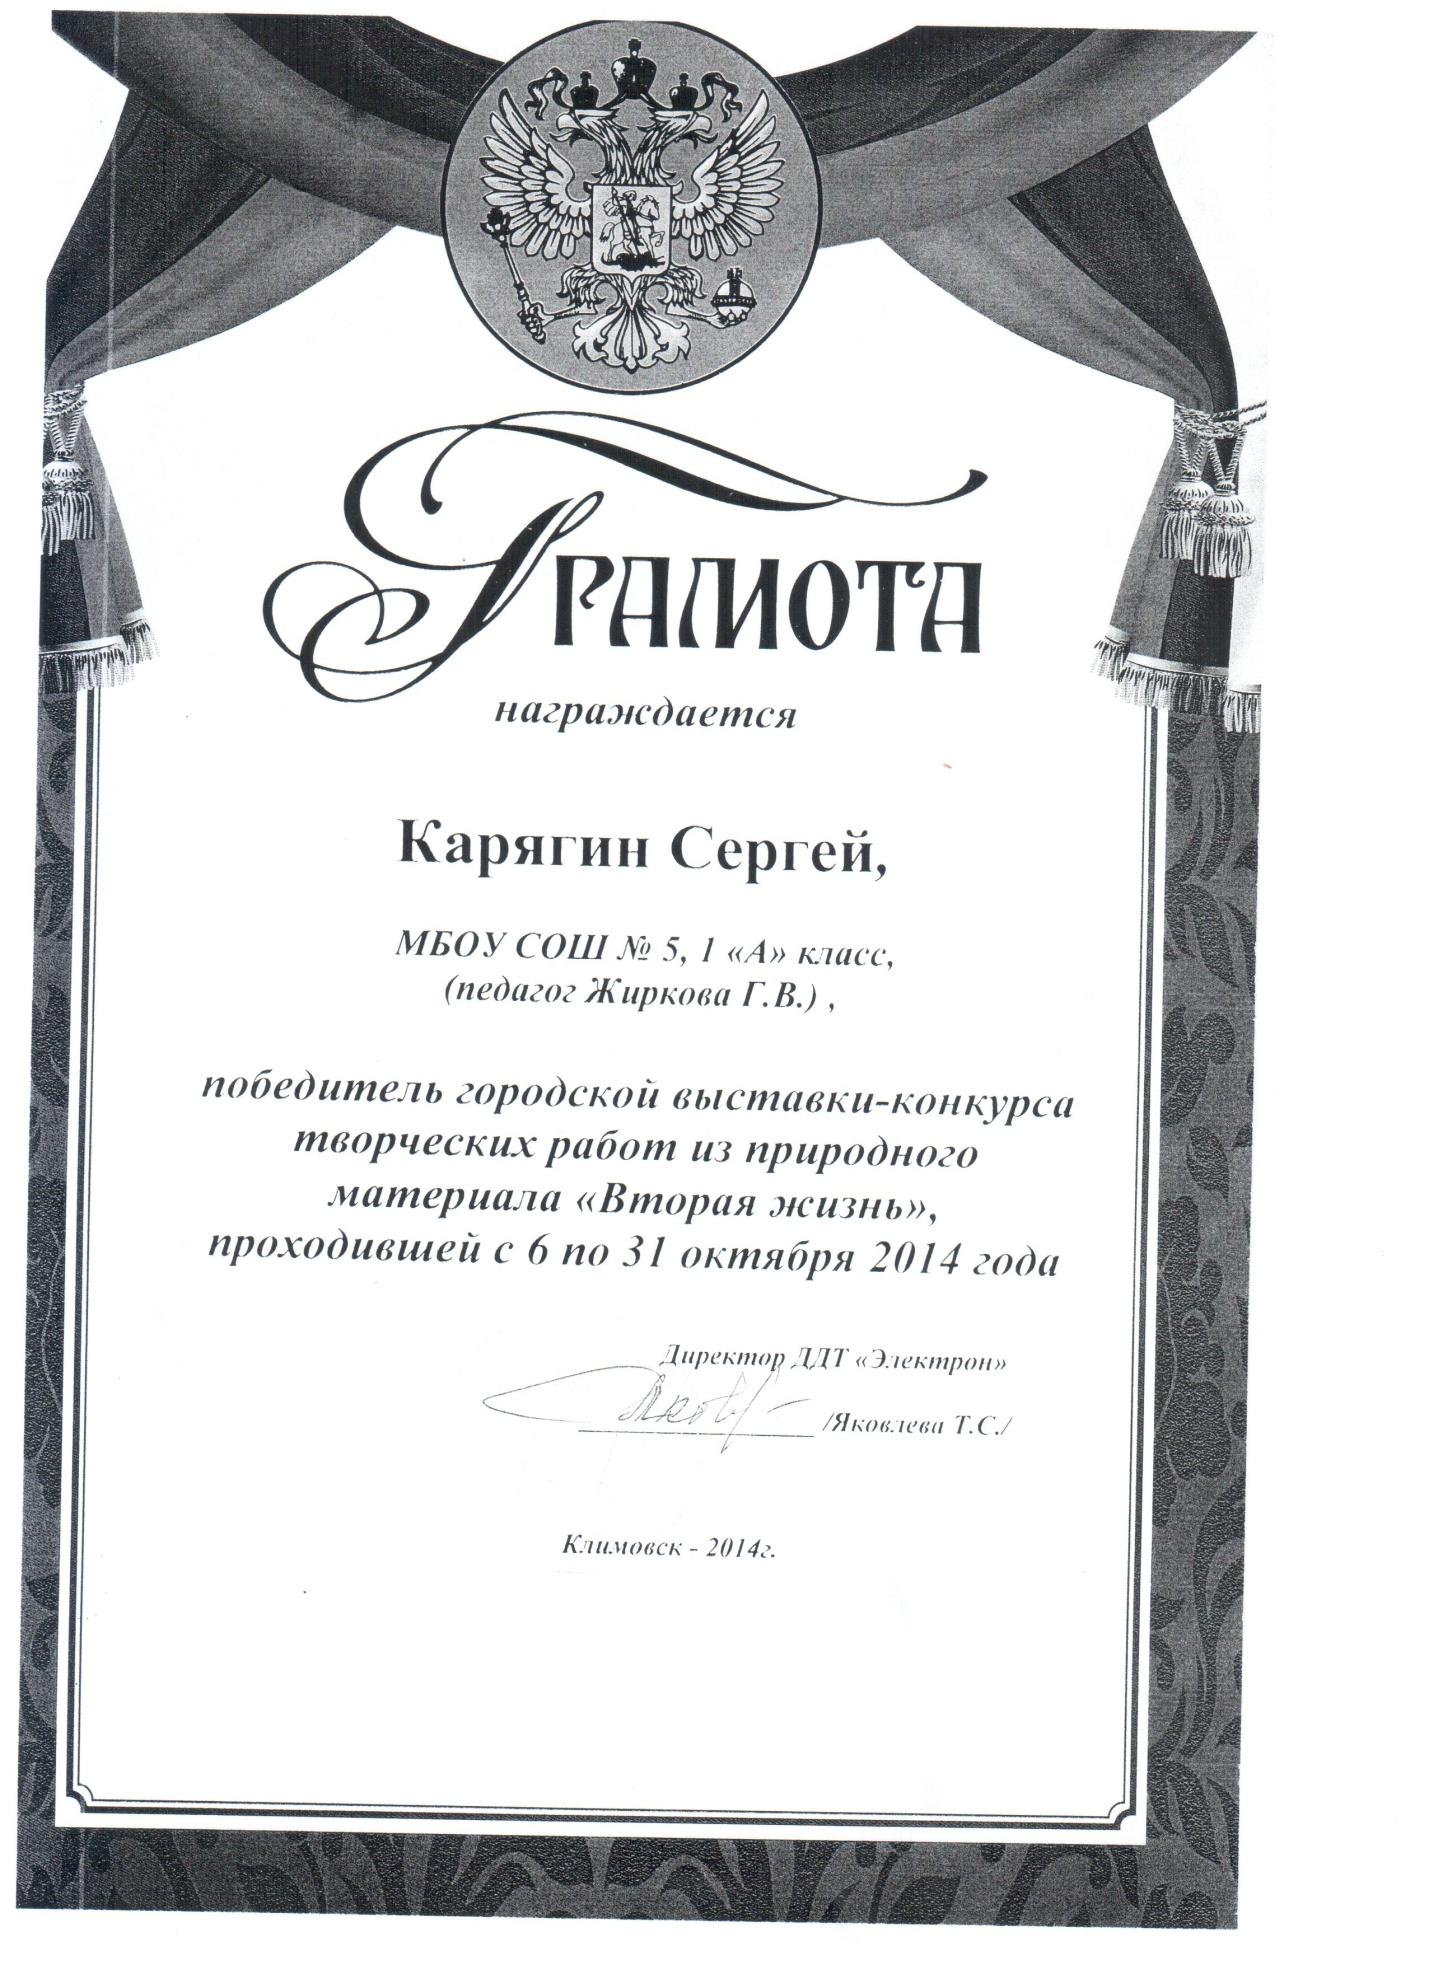 Грамота
награждается
Карягин Сергей,
МБОУ СОШ № 5, 1 «А» класс,
(педагог Жиркова Г.В.) ,
победитель городской выставки-конкурса
творческих работ из природного
материала «Вторая жизнь»,
проходившей с 6 по 31 октября 2014 года
Директор ДДТ «Электрон»
/Яковлева Т.С./
Климовск - 2014г.